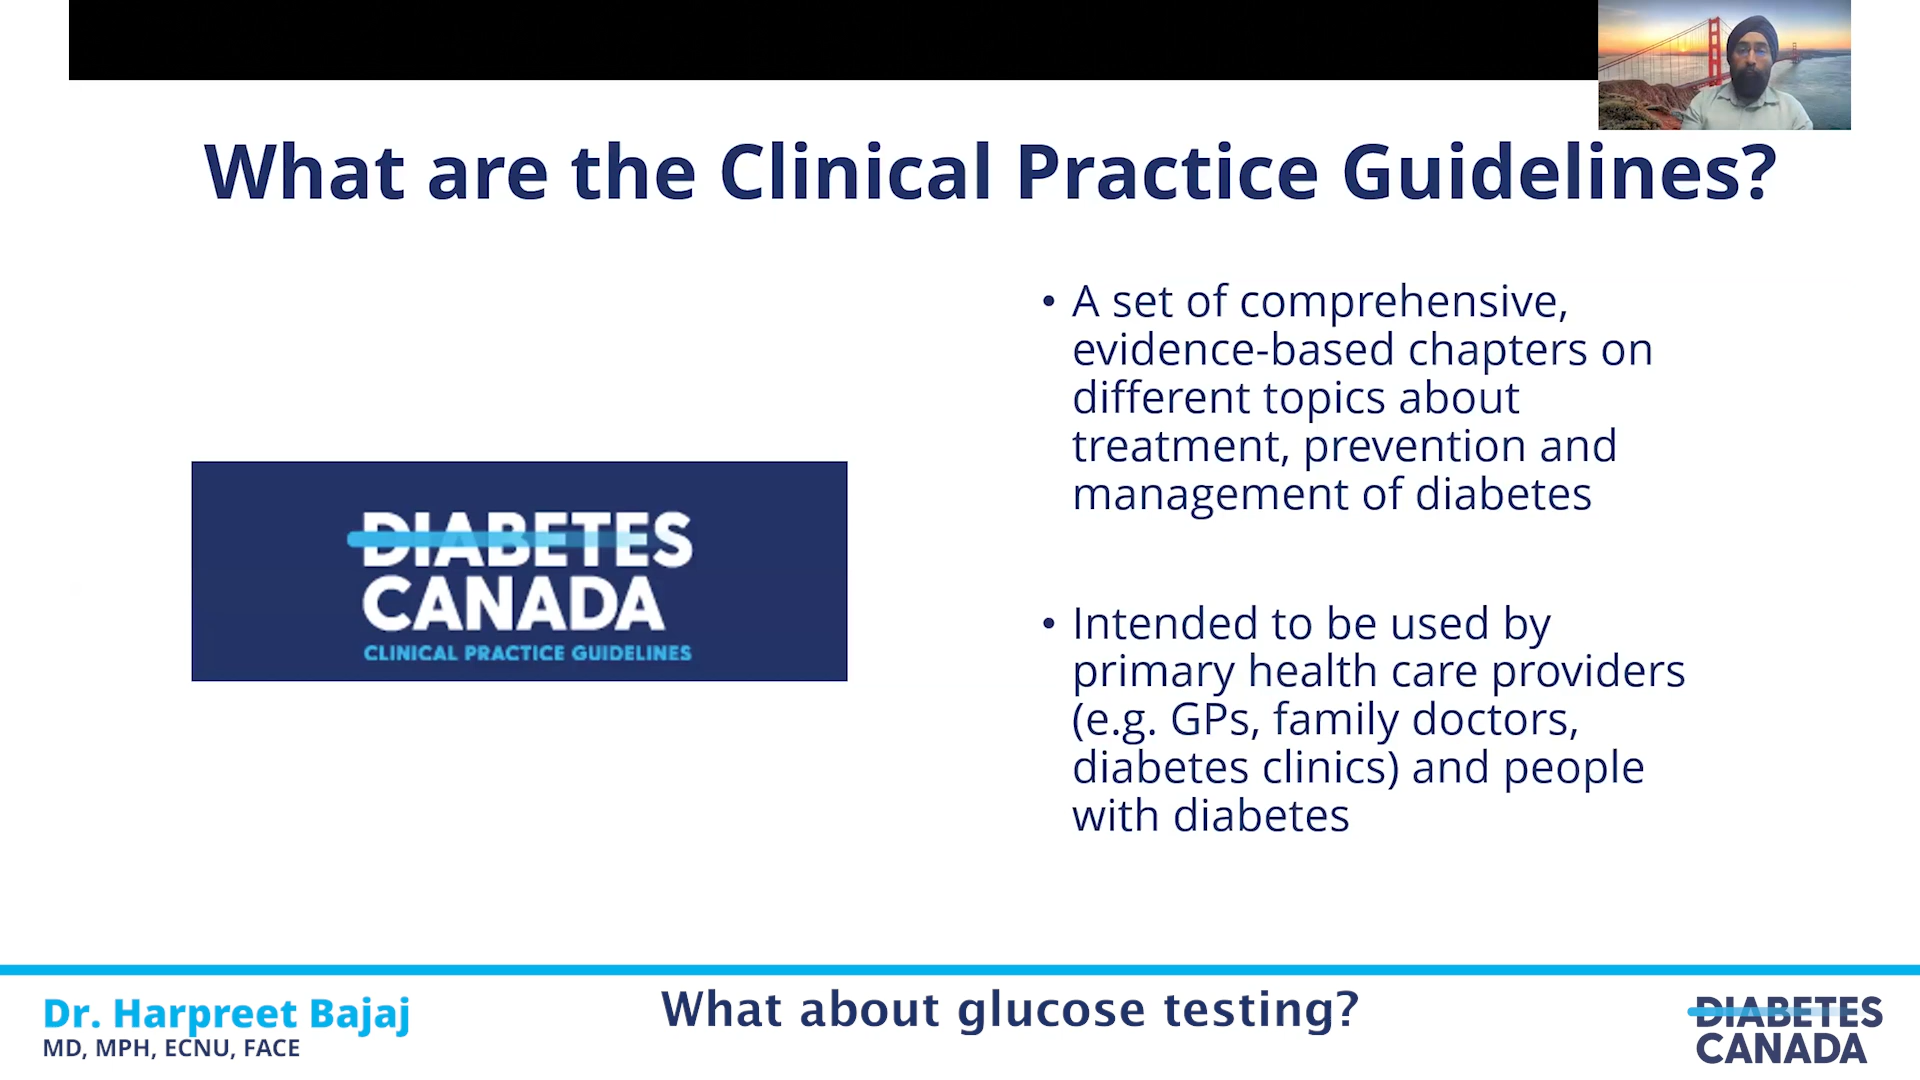 What are the Clinical Practice Guidelines?
DIABETES
CANADA
CLINICAL PRACTICE GUIDELINES
• A set of comprehensive,
evidence-based chapters on
different topics about
treatment, prevention and
management of diabetes
• Intended to be used by
primary health care providers
(e.g. GPs, family doctors,
diabetes clinics) and people
with diabetes
Dr. Harpreet Bajaj
MD, MPH, ECNU, FACE
What about glucose testing?
DIABETES
CANADA